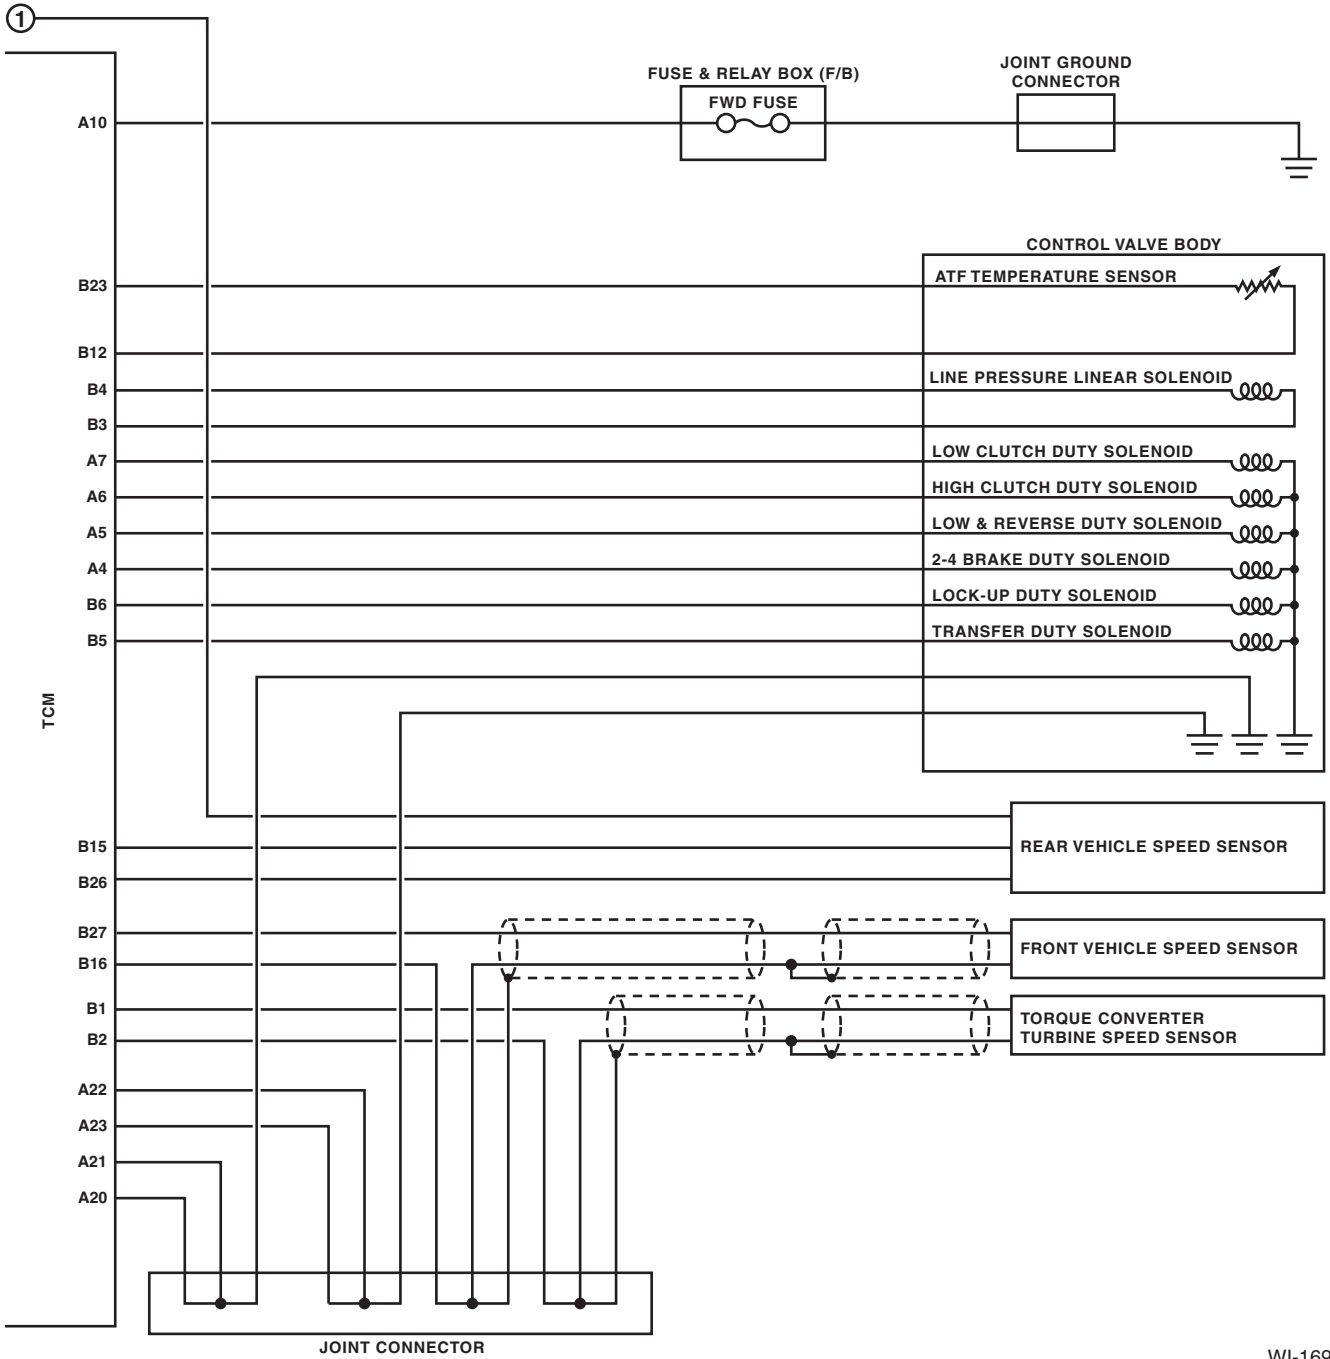 1
FUSE & RELAY BOX (F/B)
FWD FUSE
JOINT GROUND
CONNECTOR
A10
CONTROL VALVE BODY
B23
ATF TEMPERATURE SENSOR
B12
B4
LINE PRESSURE LINEAR SOLENOID
B3
A7
LOW CLUTCH DUTY SOLENOID
A6
HIGH CLUTCH DUTY SOLENOID
A5
LOW & REVERSE DUTY SOLENOID
A4
2-4 BRAKE DUTY SOLENOID
B6
LOCK-UP DUTY SOLENOID
B5
TRANSFER DUTY SOLENOID
TCM
B15
REAR VEHICLE SPEED SENSOR
B26
B27
B16
FRONT VEHICLE SPEED SENSOR
B1
B2
TORQUE CONVERTER
TURBINE SPEED SENSOR
A22
A23
A21
A20
JOINT CONNECTOR
WI-169